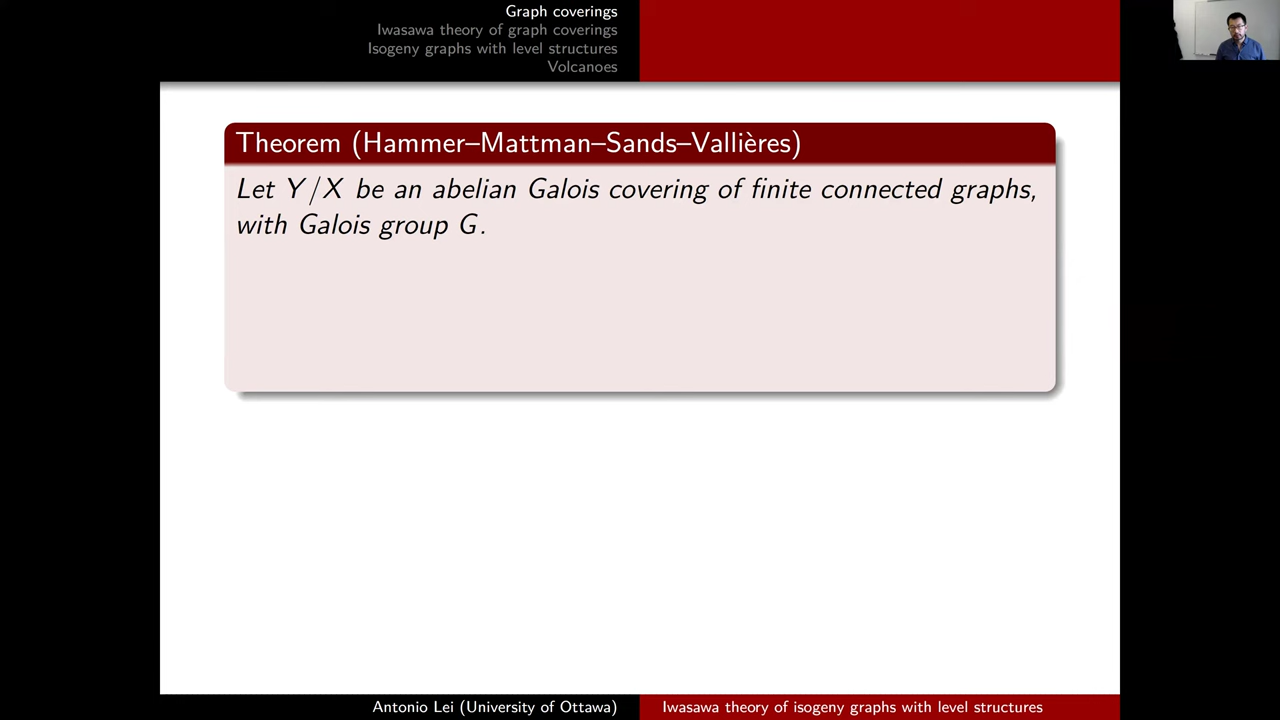 Graph coverings
Iwasawa theory of graph coverings
Isogeny graphs with level structures
Volcanoes
Theorem (Hammer–Mattman–Sands–Vallières)
Let Y/X be an abelian Galois covering of finite connected graphs,
with Galois group G.
Antonio Lei (University of Ottawa)
Iwasawa theory of isogeny graphs with level structures